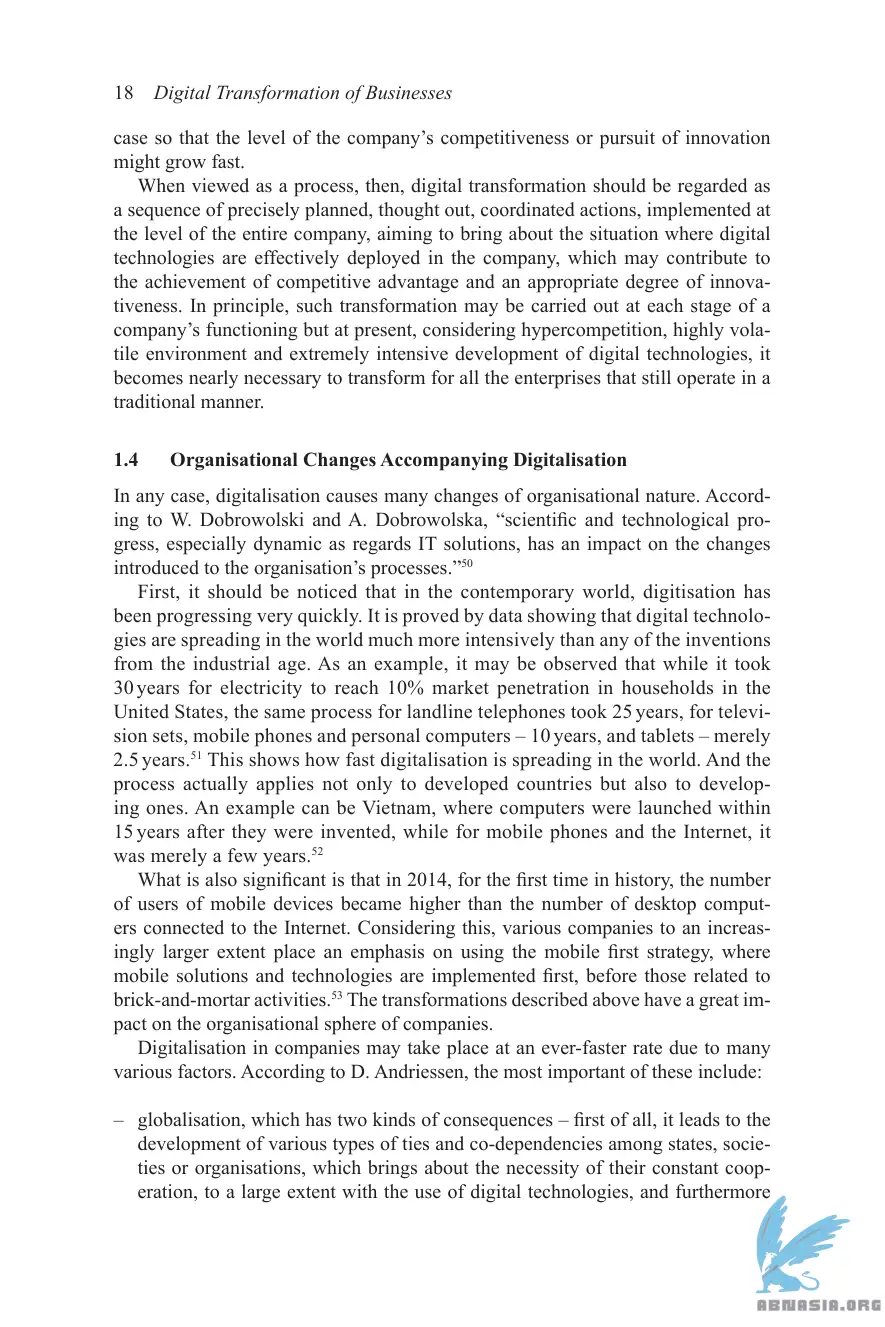 18 Digital Transformation of Businesses
case so that the level of the company’s competitiveness or pursuit of innovation
might grow fast.
When viewed as a process, then, digital transformation should be regarded as
a sequence of precisely planned, thought out, coordinated actions, implemented at
the level of the entire company, aiming to bring about the situation where digital
technologies are effectively deployed in the company, which may contribute to
the achievement of competitive advantage and an appropriate degree of innova-
tiveness. In principle, such transformation may be carried out at each stage of a
company’s functioning but at present, considering hypercompetition, highly vola-
tile environment and extremely intensive development of digital technologies, it
becomes nearly necessary to transform for all the enterprises that still operate in a
traditional manner.
1.4 Organisational Changes Accompanying Digitalisation
In any case, digitalisation causes many changes of organisational nature. Accord-
ing to W. Dobrowolski and A. Dobrowolska, “scientific and technological pro-
gress, especially dynamic as regards IT solutions, has an impact on the changes
introduced to the organisation’s processes.”50
First, it should be noticed that in the contemporary world, digitisation has
been progressing very quickly. It is proved by data showing that digital technolo-
gies are spreading in the world much more intensively than any of the inventions
from the industrial age. As an example, it may be observed that while it took
30 years for electricity to reach 10% market penetration in households in the
United States, the same process for landline telephones took 25 years, for televi-
sion sets, mobile phones and personal computers – 10 years, and tablets – merely
2.5 years.51 This shows how fast digitalisation is spreading in the world. And the
process actually applies not only to developed countries but also to develop-
ing ones. An example can be Vietnam, where computers were launched within
15 years after they were invented, while for mobile phones and the Internet, it
was merely a few years.52
What is also significant is that in 2014, for the first time in history, the number
of users of mobile devices became higher than the number of desktop comput-
ers connected to the Internet. Considering this, various companies to an increas-
ingly larger extent place an emphasis on using the mobile first strategy, where
mobile solutions and technologies are implemented first, before those related to
brick-and-mortar activities.53 The transformations described above have a great im-
pact on the organisational sphere of companies.
Digitalisation in companies may take place at an ever-faster rate due to many
various factors. According to D. Andriessen, the most important of these include:
– globalisation, which has two kinds of consequences – first of all, it leads to the
development of various types of ties and co-dependencies among states, socie-
ties or organisations, which brings about the necessity of their constant coop-
eration, to a large extent with the use of digital technologies, and furthermore
ABNASIA.ORG